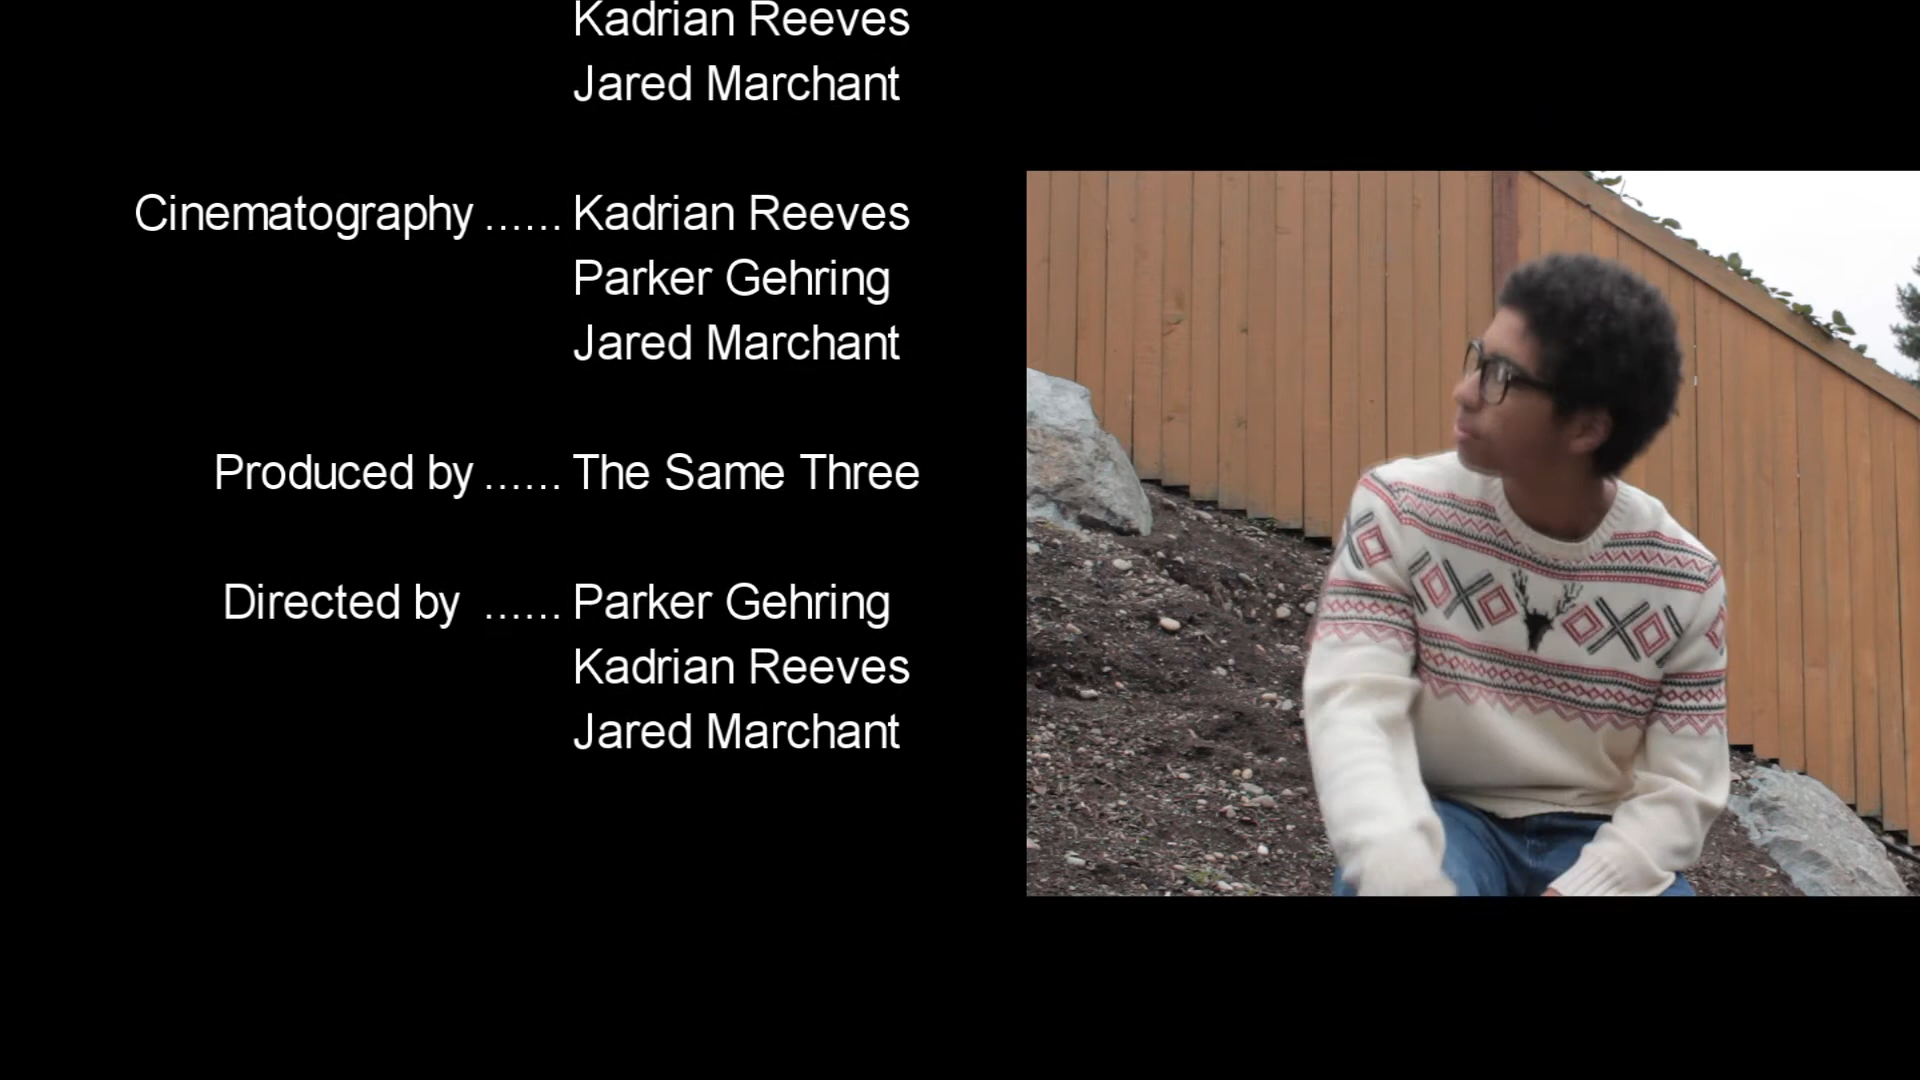 Kadrian Reeves
Jared Marchant
Cinematography ...... Kadrian Reeves
Parker Gehring
Jared Marchant
Produced by ...... The Same Three
Directed by ...... Parker Gehring
Kadrian Reeves
Jared Marchant